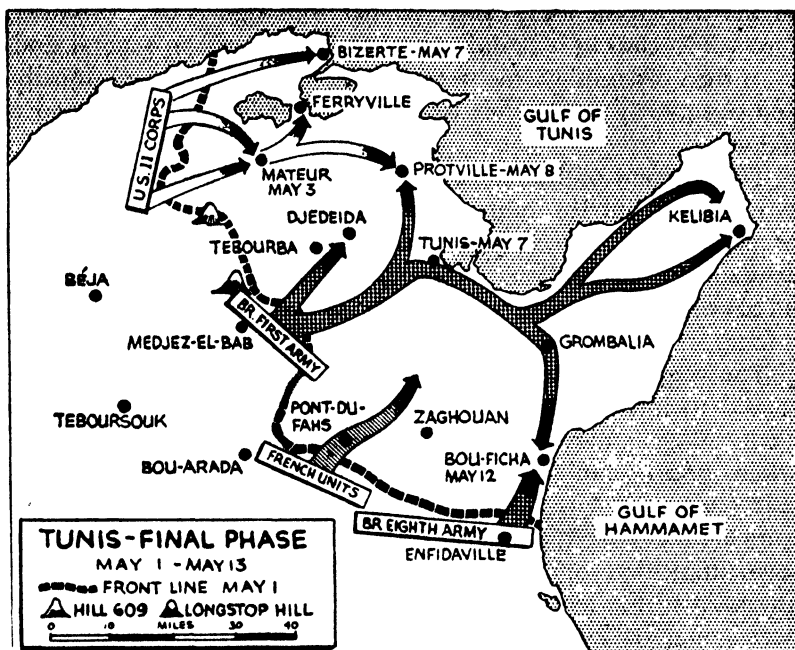 BIZERTE-MAY 7
FERRYVILLE
GULF OF
TUNIS
U.S. II CORPS
MATEUR
MAY 3
PROTVILLE-MAY 8
DJEDEIDA
KELIBIA
TEBOURBA
TUNIS-MAY 7
BÉJA
BR. FIRST ARMY
MEDJEZ-EL-BAB
GROMBALIA
PONT-DU-
FAHS
TEBOURSOUK
ZAGHOUAN
BOU-ARADA
FRENCH UNITS
BOU-FICHA
MAY 12
GULF OF
HAMMAMET
BR. EIGHTH ARMY
ENFIDAVILLE
TUNIS-FINAL PHASE
MAY 1 - MAY 13
FRONT LINE MAY 1
HILL 609 LONGSTOP HILL
0 10 MILES 30 40